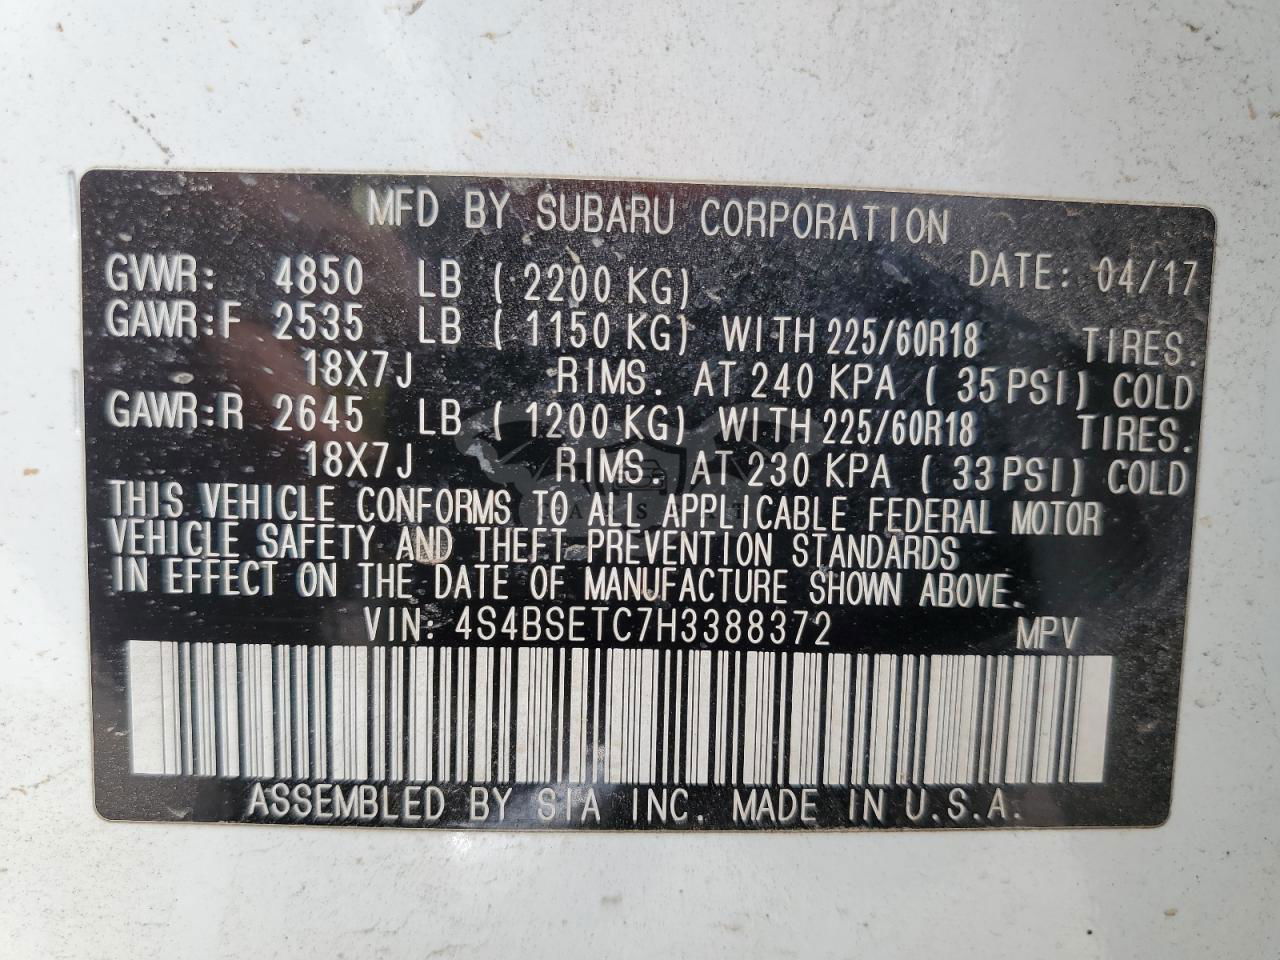 MFD BY SUBARU CORPORATION
GVWR: 4850 LB ( 2200 KG) DATE: 04/17
GAWR:F 2535 LB ( 1150 KG) WITH 225/60R18 TIRES.
18X7J RIMS. AT 240 KPA ( 35 PSI) COLD
GAWR:R 2645 LB ( 1200 KG) WITH 225/60R18 TIRES.
18X7J RIMS. AT 230 KPA ( 33 PSI) COLD
THIS VEHICLE CONFORMS TO ALL APPLICABLE FEDERAL MOTOR
VEHICLE SAFETY AND THEFT PREVENTION STANDARDS
IN EFFECT ON THE DATE OF MANUFACTURE SHOWN ABOVE.
VIN: 4S4BSETC7H3388372 MPV
ASSEMBLED BY SIA INC. MADE IN U.S.A.